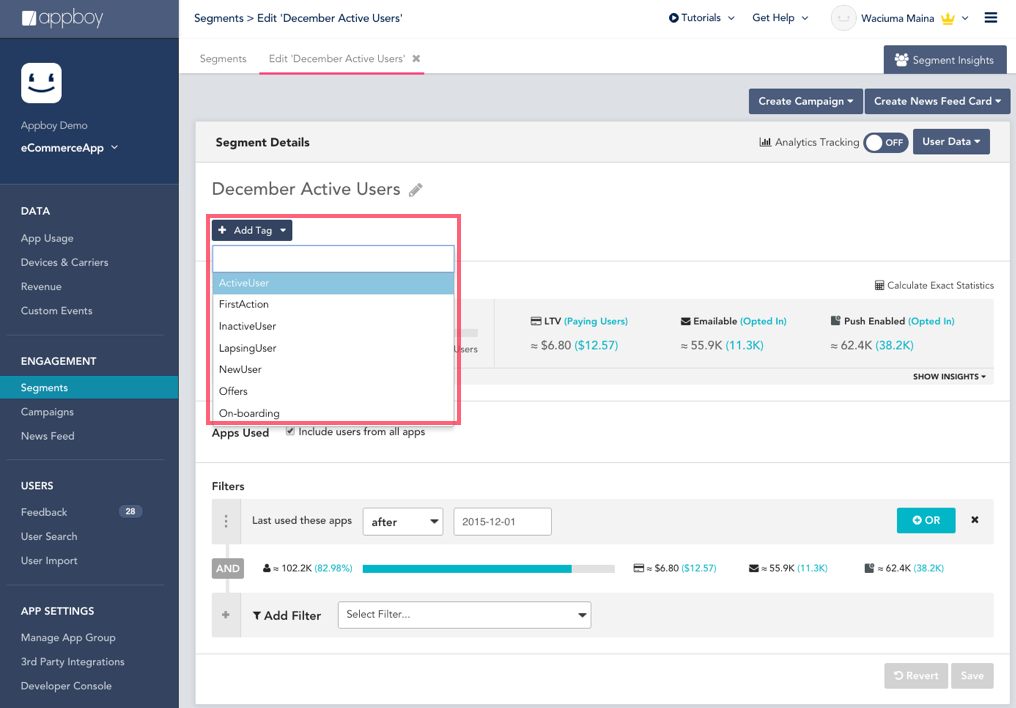 appboy
Segments > Edit 'December Active Users'
Tutorials
Get Help
Waciuma Maina
Segments
Edit 'December Active Users'
Segment Insights
Appboy Demo
eCommerceApp
Create Campaign
Create News Feed Card
Segment Details
Analytics Tracking
OFF
User Data
December Active Users
DATA
App Usage
Devices & Carriers
Revenue
Custom Events
Add Tag
ActiveUser
FirstAction
InactiveUser
LapsingUser
NewUser
Offers
On-boarding
Calculate Exact Statistics
Users
LTV (Paying Users)
≈ $6.80 ($12.57)
Emailable (Opted In)
≈ 55.9K (11.3K)
Push Enabled (Opted In)
≈ 62.4K (38.2K)
SHOW INSIGHTS
ENGAGEMENT
Segments
Campaigns
News Feed
Apps Used
Include users from all apps
Filters
Last used these apps
after
2015-12-01
OR
AND
≈ 102.2K (82.98%)
≈ $6.80 ($12.57)
≈ 55.9K (11.3K)
≈ 62.4K (38.2K)
Add Filter
Select Filter...
USERS
Feedback
28
User Search
User Import
APP SETTINGS
Manage App Group
3rd Party Integrations
Developer Console
Revert
Save